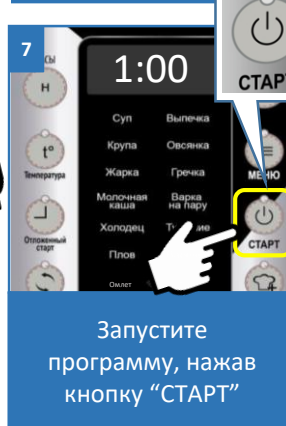 7
Н
1:00
СТАРТ
Суп
Выпечка
t°
Температура
Крупа
Овсянка
МЕНЮ
Жарка
Гречка
Молочная
каша
Варка
на пару
Отложенный
старт
Холодец
СТАРТ
Плов
Омлет
Запустите
программу, нажав
кнопку “СТАРТ”